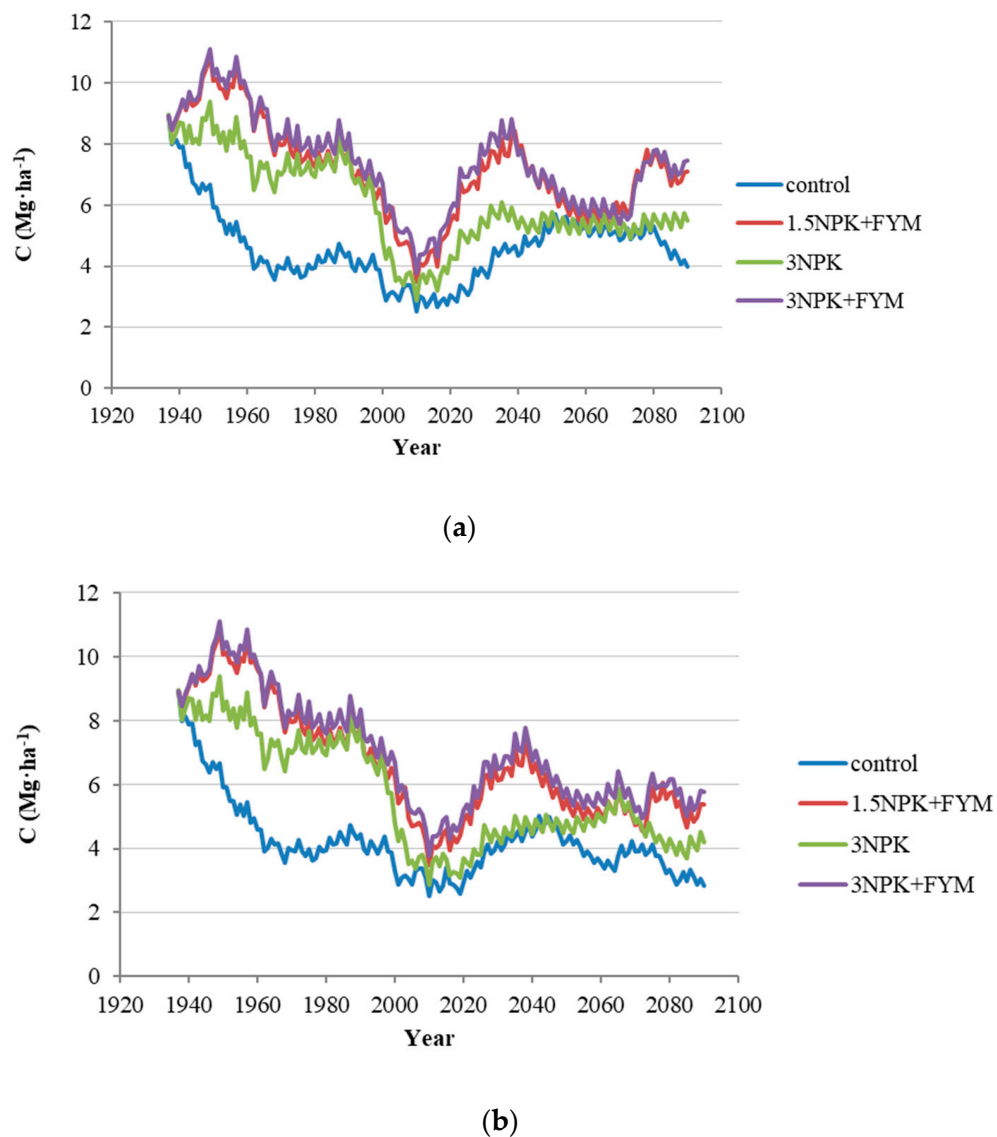 12
10
8
6
4
2
0
C (Mg·ha⁻¹)
1920 1940 1960 1980 2000 2020 2040 2060 2080 2100
Year
control
1.5NPK+FYM
3NPK
3NPK+FYM
(a)
12
10
8
6
4
2
0
C (Mg·ha⁻¹)
1920 1940 1960 1980 2000 2020 2040 2060 2080 2100
Year
control
1.5NPK+FYM
3NPK
3NPK+FYM
(b)